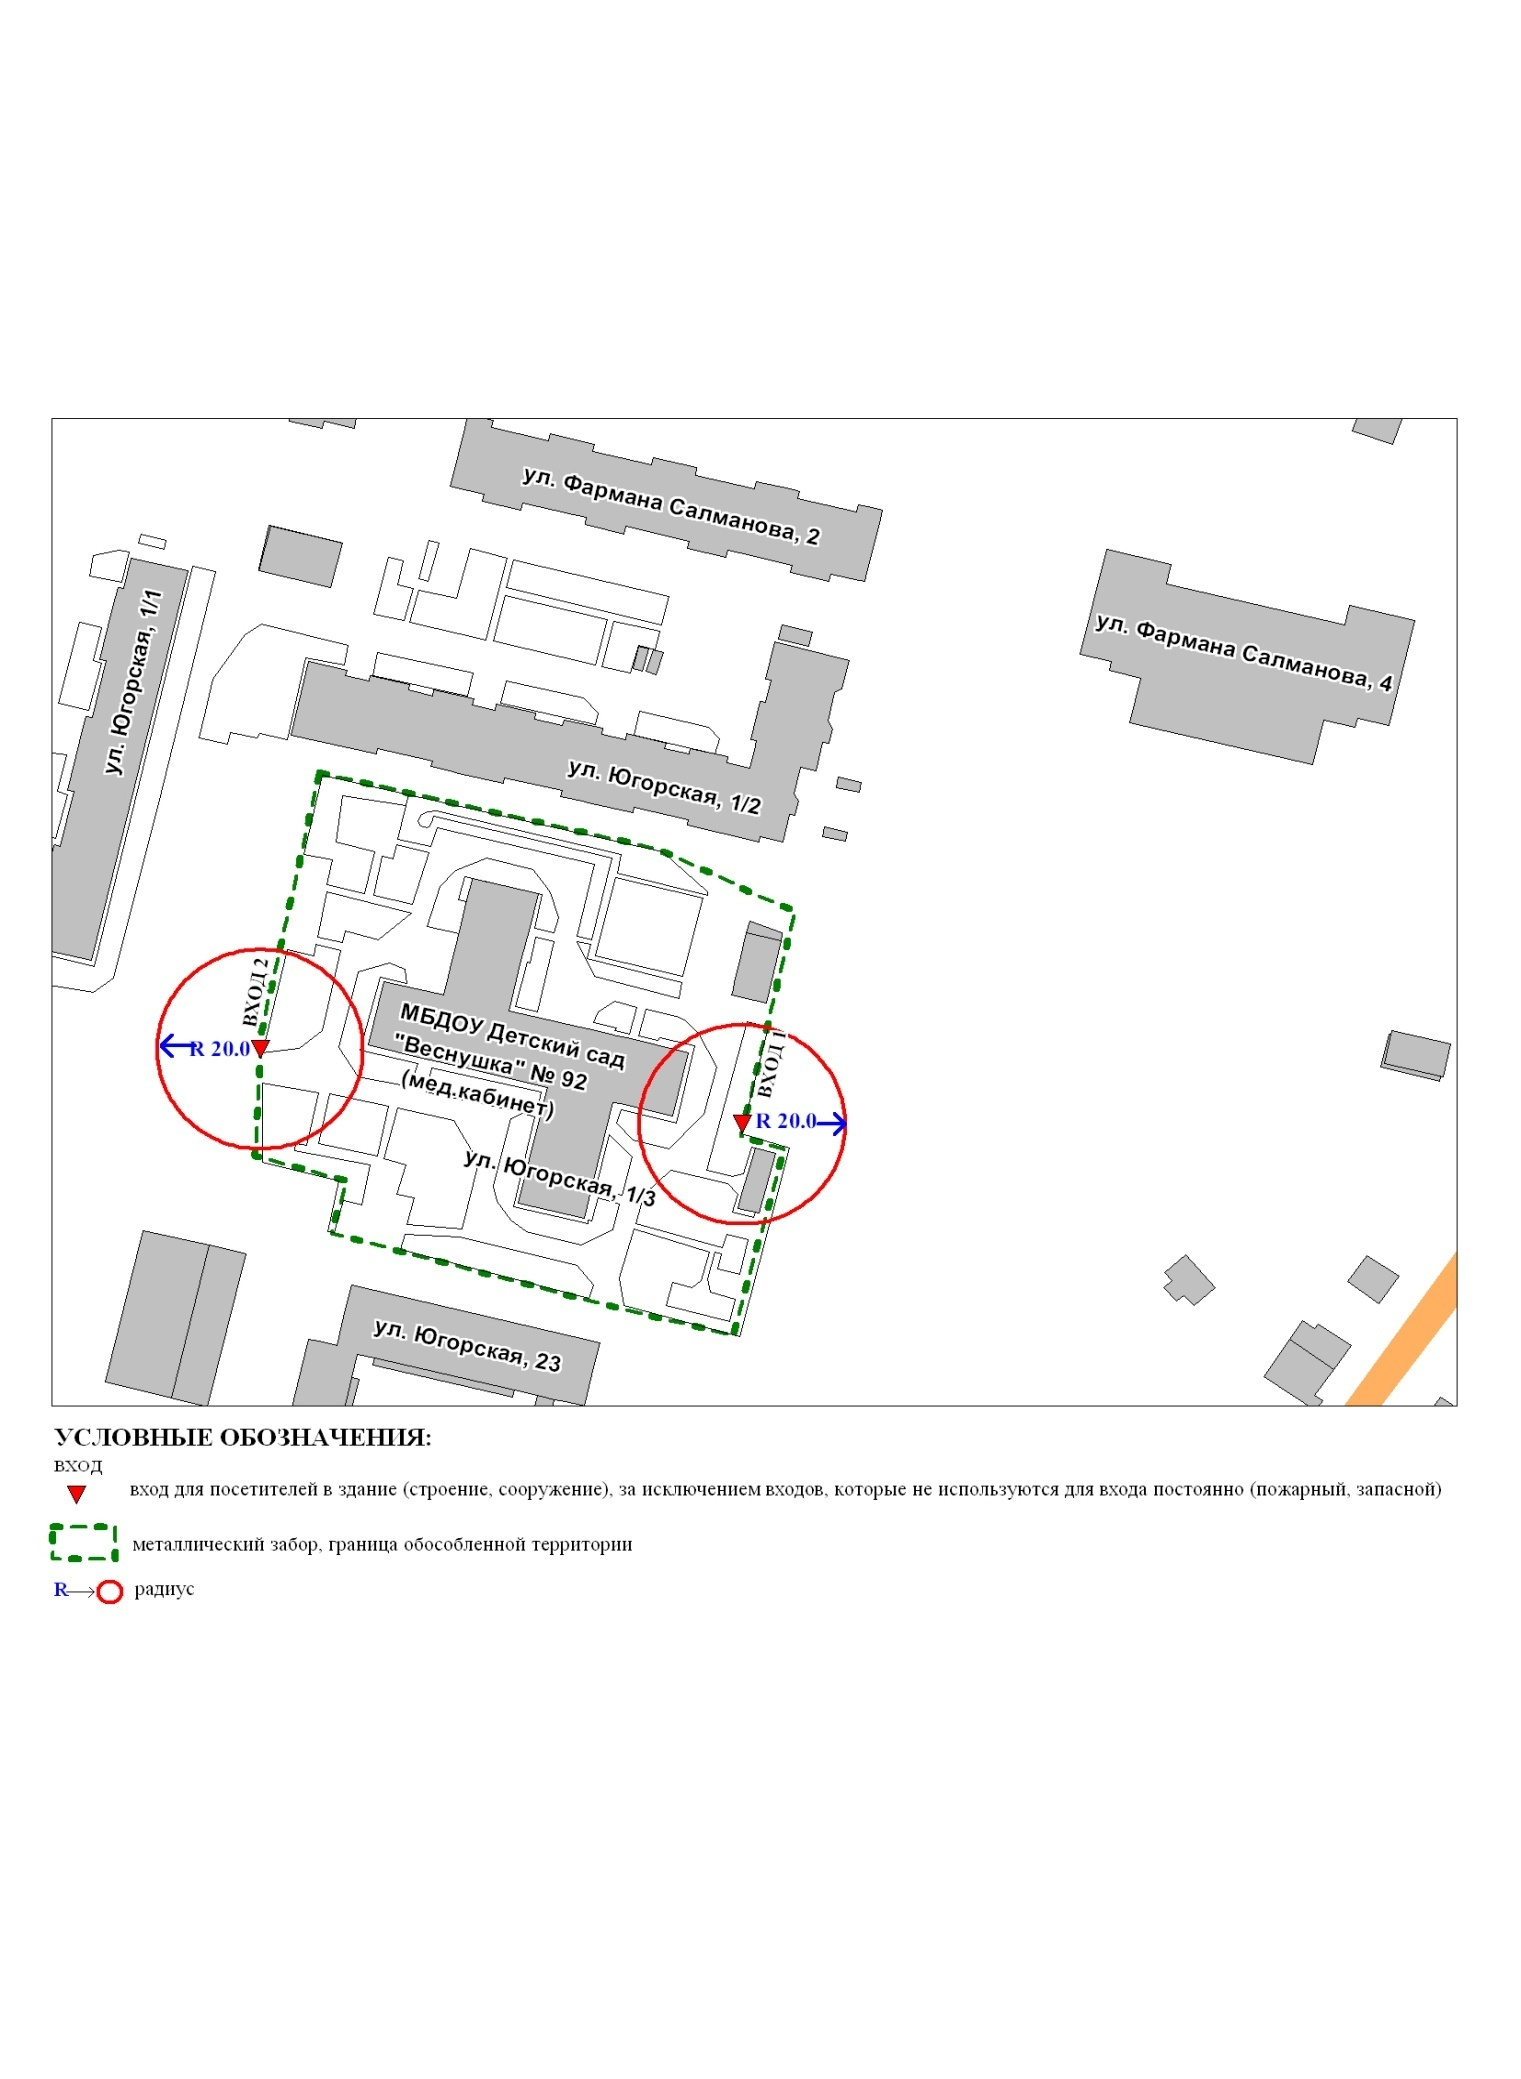 ул. Фармана Салманова, 2
ул. Югорская, 1/1
ул. Фармана Салманова, 4
ул. Югорская, 1/2
ВХОД 2
R 20.0
МБДОУ Детский сад
"Веснушка" № 92
(мед.кабинет)
ВХОД 1
R 20.0
ул. Югорская, 1/3
ул. Югорская, 23
УСЛОВНЫЕ ОБОЗНАЧЕНИЯ:
ВХОД
вход для посетителей в здание (строение, сооружение), за исключением входов, которые не используются для входа постоянно (пожарный, запасной)
металлический забор, граница обособленной территории
R
радиус